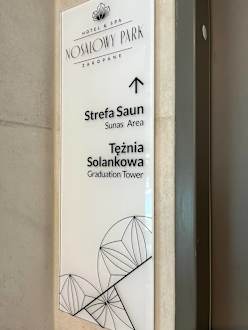 HOTEL & SPA
NOSALOWY PARK
ZAKOPANE
Strefa Saun
Sunas Area
Tężnia
Solankowa
Graduation Tower